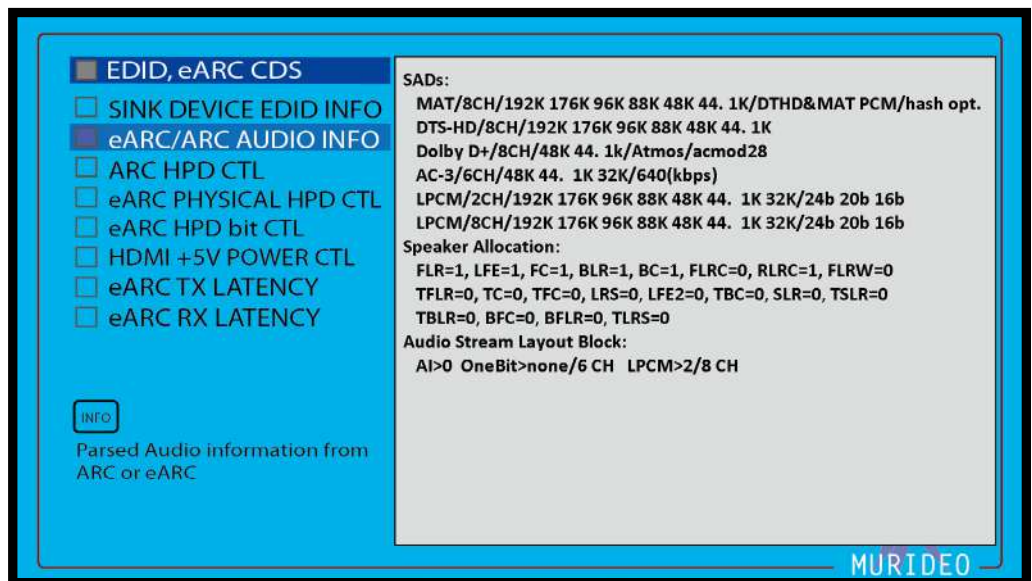 EDID, eARC CDS
SINK DEVICE EDID INFO
eARC/ARC AUDIO INFO
ARC HPD CTL
eARC PHYSICAL HPD CTL
eARC HPD bit CTL
HDMI +5V POWER CTL
eARC TX LATENCY
eARC RX LATENCY
INFO
Parsed Audio information from
ARC or eARC
SADs:
MAT/8CH/192K 176K 96K 88K 48K 44. 1K/DTHD&MAT PCM/hash opt.
DTS-HD/8CH/192K 176K 96K 88K 48K 44. 1K
Dolby D+/8CH/48K 44. 1k/Atmos/acmod28
AC-3/6CH/48K 44. 1K 32K/640(kbps)
LPCM/2CH/192K 176K 96K 88K 48K 44. 1K 32K/24b 20b 16b
LPCM/8CH/192K 176K 96K 88K 48K 44. 1K 32K/24b 20b 16b
Speaker Allocation:
FLR=1, LFE=1, FC=1, BLR=1, BC=1, FLRC=0, RLRC=1, FLRW=0
TFLR=0, TC=0, TFC=0, LRS=0, LFE2=0, TBC=0, SLR=0, TSLR=0
TBLR=0, BFC=0, BFLR=0, TLRS=0
Audio Stream Layout Block:
AI>0 OneBit>none/6 CH LPCM>2/8 CH
MURIDEO